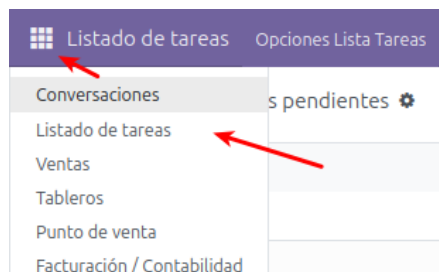 Listado de tareas Opciones Lista Tareas
Conversaciones
s pendientes
Listado de tareas
Ventas
Tableros
Punto de venta
Facturación / Contabilidad